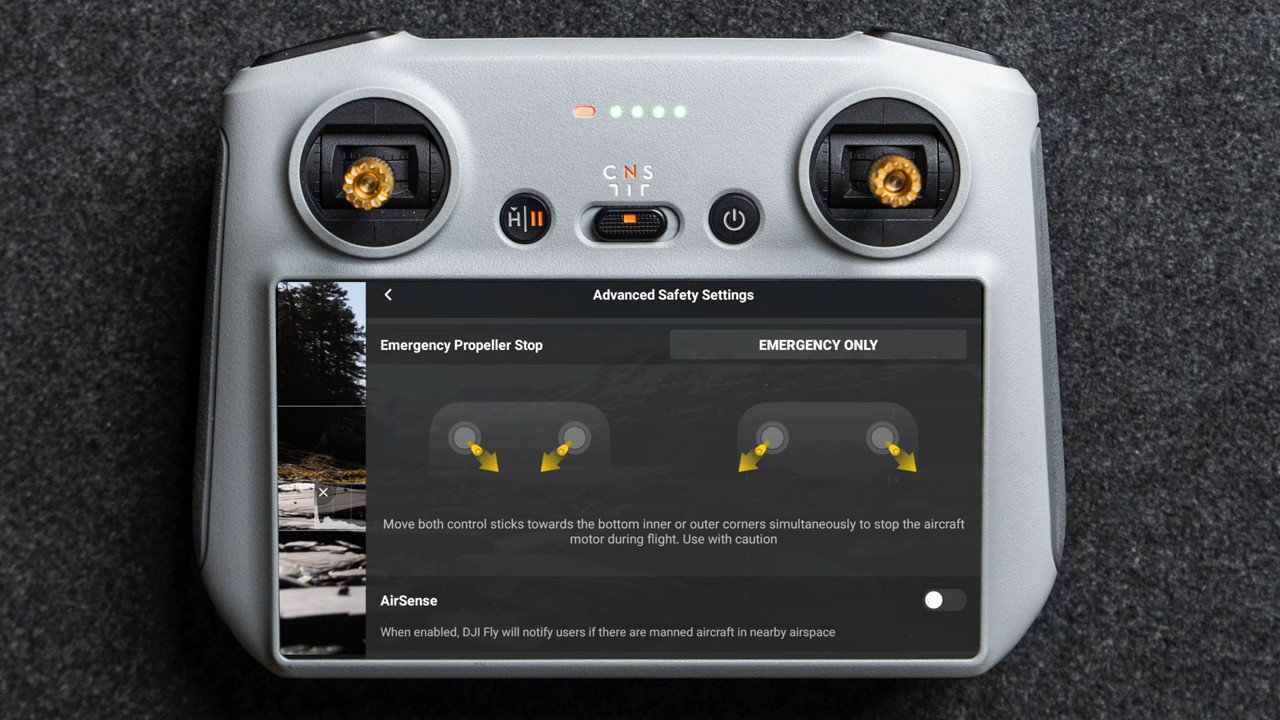 C N S
H
Advanced Safety Settings
Emergency Propeller Stop
EMERGENCY ONLY
Move both control sticks towards the bottom inner or outer corners simultaneously to stop the aircraft
motor during flight. Use with caution
AirSense
When enabled, DJI Fly will notify users if there are manned aircraft in nearby airspace